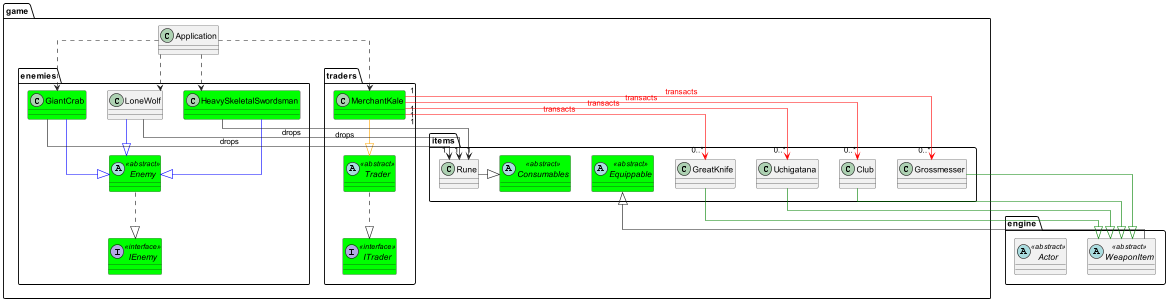 game
C Application
enemies
traders
C GiantCrab
C LoneWolf
C HeavySkeletalSwordsman
C MerchantKale
1
transacts
transacts
transacts
transacts
1
1
1
drops
drops
drops
items
0..*
0..*
0..*
0..*
A «abstract»
Enemy
A «abstract»
Trader
C Rune
A «abstract»
Consumables
A «abstract»
Equippable
C GreatKnife
C Uchigatana
C Club
C Grossmesser
engine
I «interface»
IEnemy
I «interface»
ITrader
A «abstract»
Actor
A «abstract»
WeaponItem